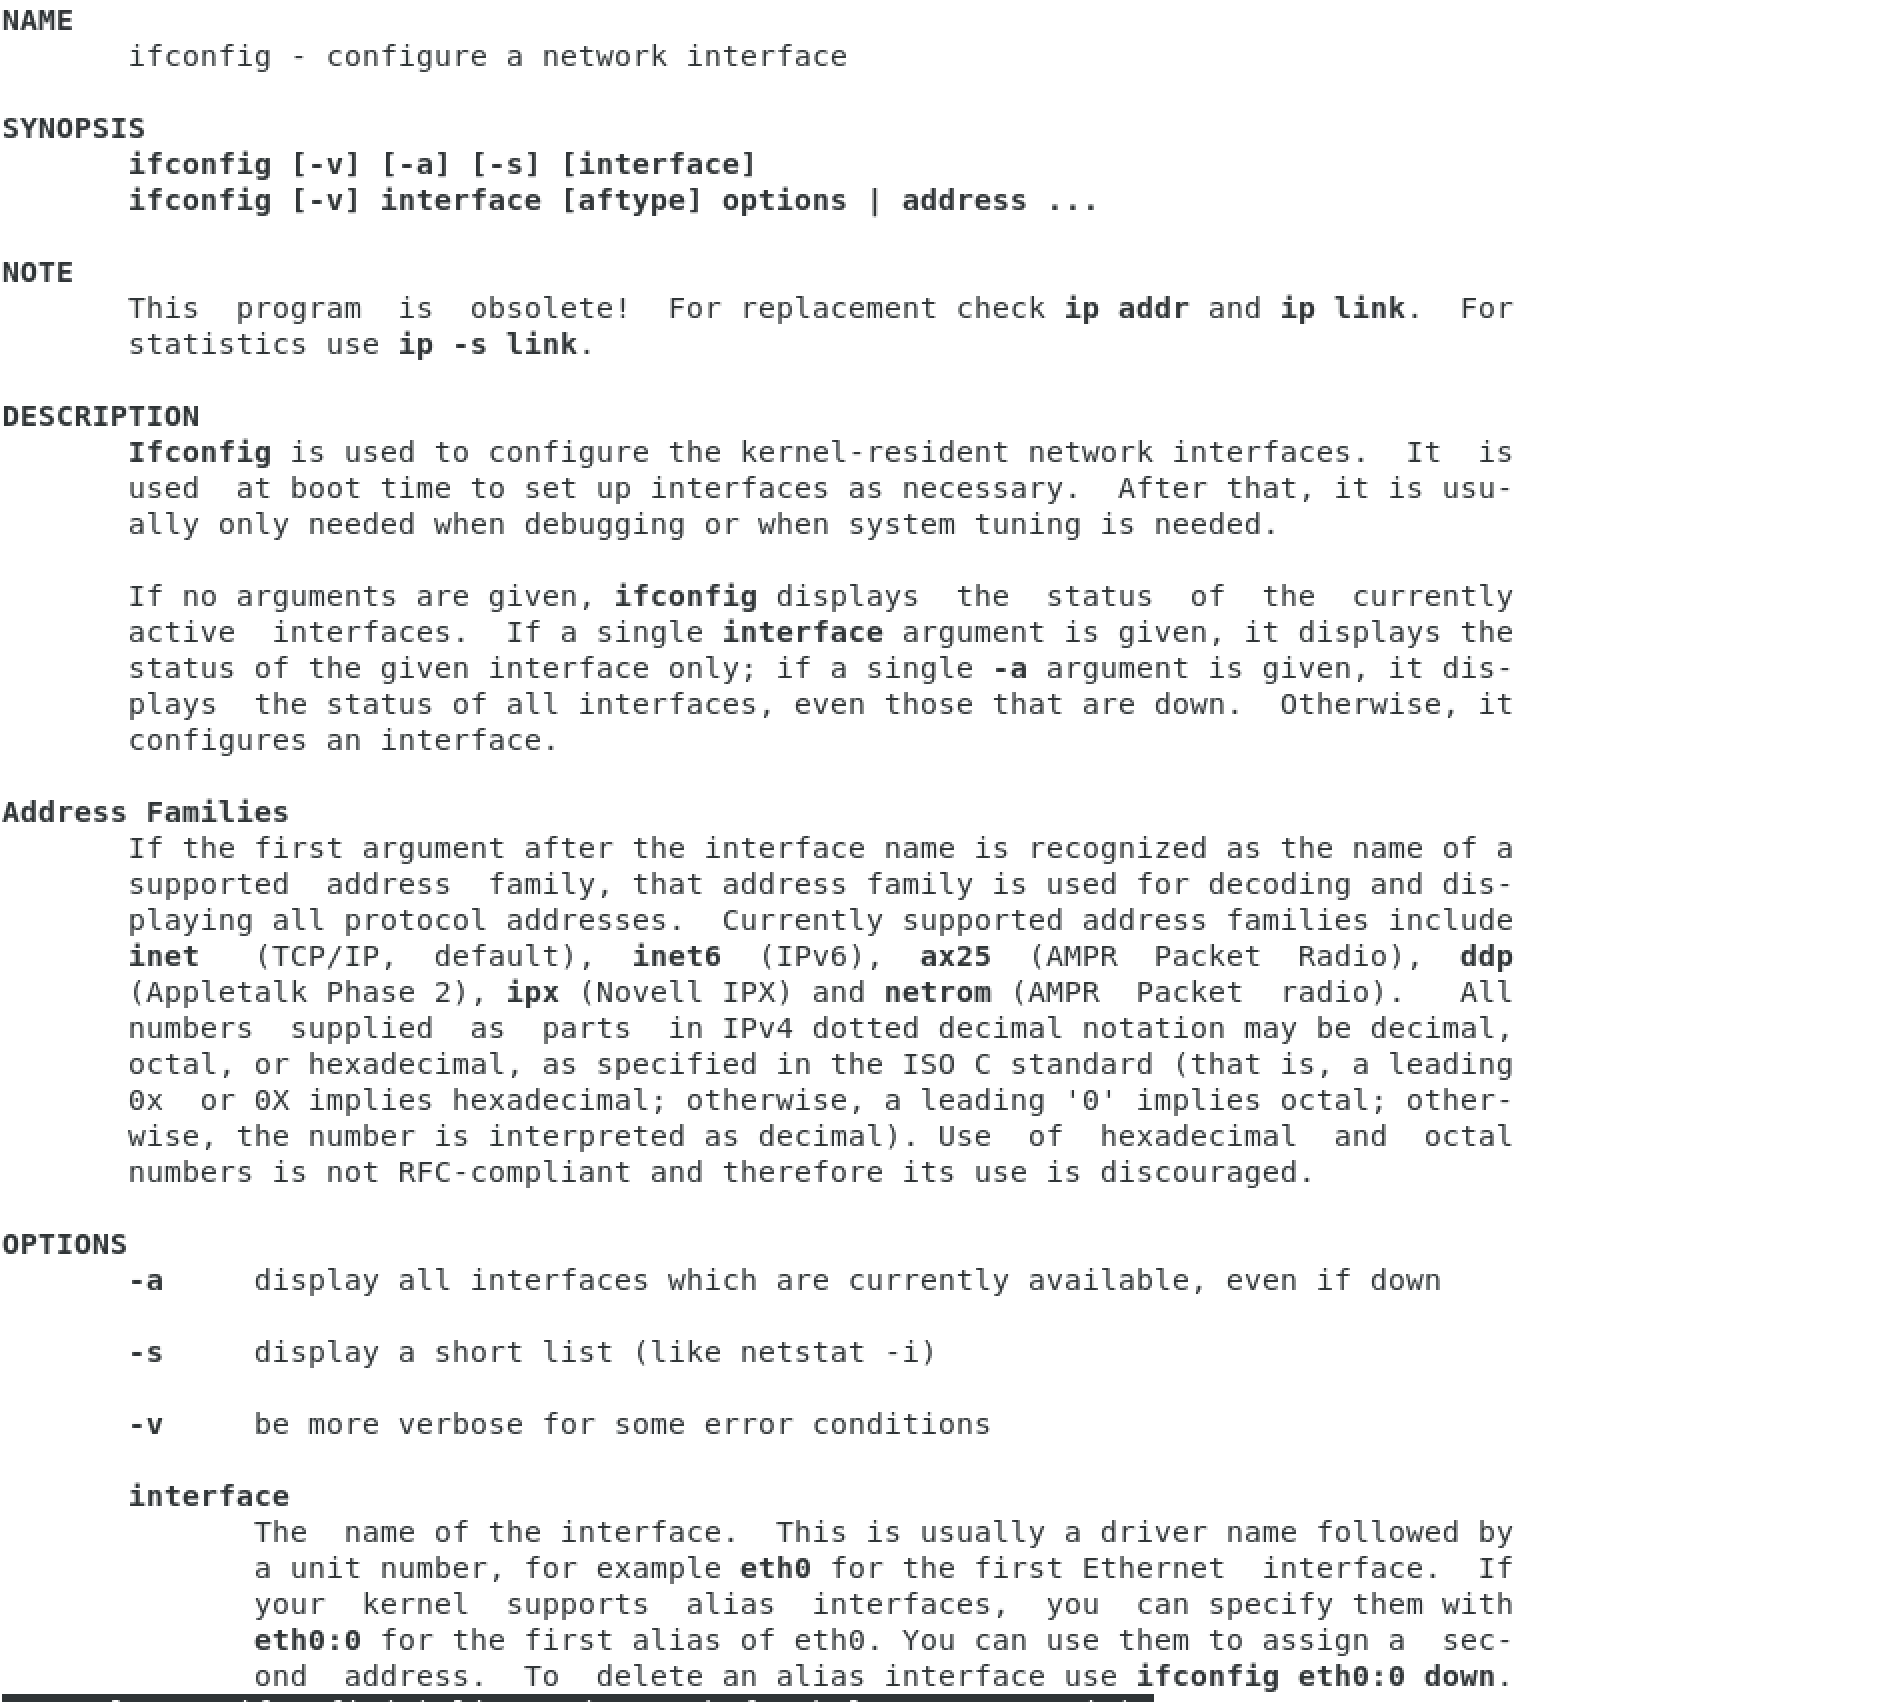 NAME
ifconfig - configure a network interface
SYNOPSIS
ifconfig [-v] [-a] [-s] [interface]
ifconfig [-v] interface [aftype] options | address ...
NOTE
This program is obsolete! For replacement check ip addr and ip link. For
statistics use ip -s link.
DESCRIPTION
Ifconfig is used to configure the kernel-resident network interfaces. It is
used at boot time to set up interfaces as necessary. After that, it is usu-
ally only needed when debugging or when system tuning is needed.
If no arguments are given, ifconfig displays the status of the currently
active interfaces. If a single interface argument is given, it displays the
status of the given interface only; if a single -a argument is given, it dis-
plays the status of all interfaces, even those that are down. Otherwise, it
configures an interface.
Address Families
If the first argument after the interface name is recognized as the name of a
supported address family, that address family is used for decoding and dis-
playing all protocol addresses. Currently supported address families include
inet (TCP/IP, default), inet6 (IPv6), ax25 (AMPR Packet Radio), ddp
(Appletalk Phase 2), ipx (Novell IPX) and netrom (AMPR Packet radio). All
numbers supplied as parts in IPv4 dotted decimal notation may be decimal,
octal, or hexadecimal, as specified in the ISO C standard (that is, a leading
0x or 0X implies hexadecimal; otherwise, a leading '0' implies octal; other-
wise, the number is interpreted as decimal). Use of hexadecimal and octal
numbers is not RFC-compliant and therefore its use is discouraged.
OPTIONS
-a display all interfaces which are currently available, even if down
-s display a short list (like netstat -i)
-v be more verbose for some error conditions
interface
The name of the interface. This is usually a driver name followed by
a unit number, for example eth0 for the first Ethernet interface. If
your kernel supports alias interfaces, you can specify them with
eth0:0 for the first alias of eth0. You can use them to assign a sec-
ond address. To delete an alias interface use ifconfig eth0:0 down.